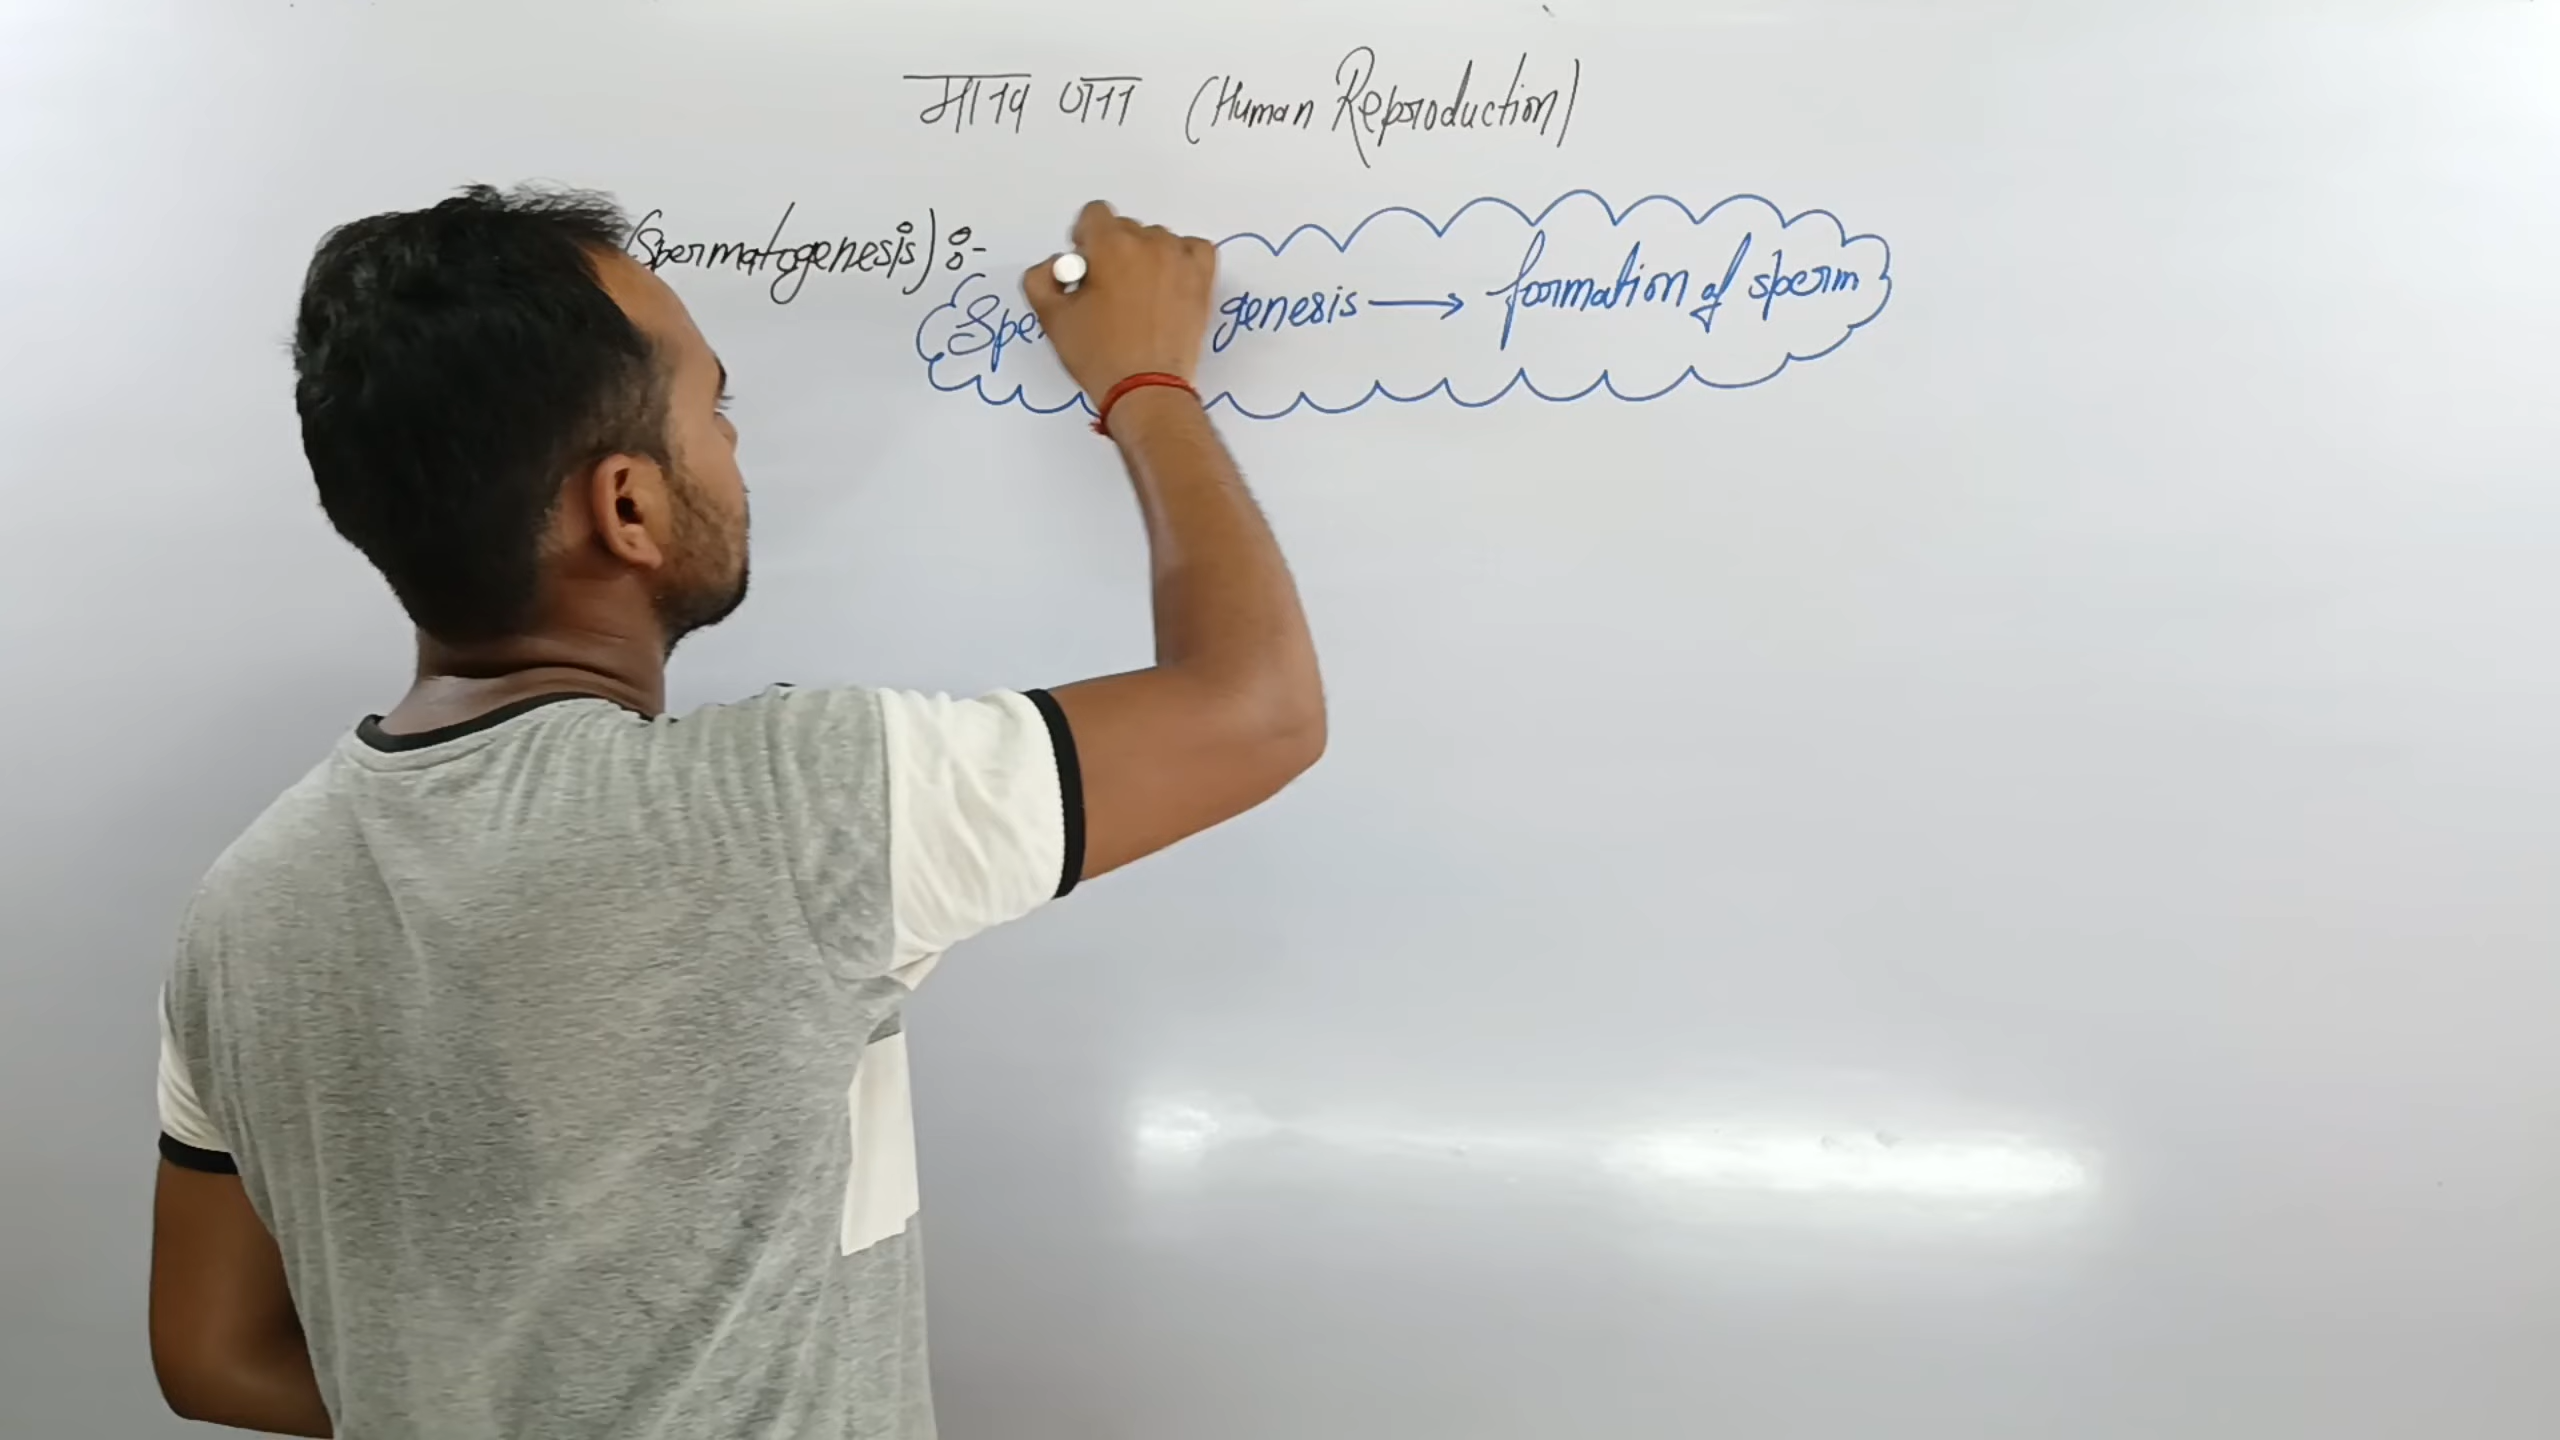 मानव जनन (Human Reproduction)
(Spermatogenesis) :-
genesis → formation of sperm